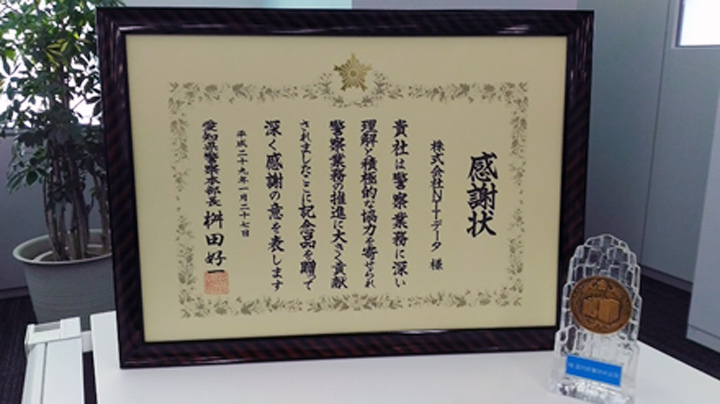 感謝状
株式会社NTTデータ 様
貴社は警察業務に深い
理解と積極的な協力を寄せられ
警察業務の推進に大きく貢献
されましたここに記念品を贈って
深く感謝の意を表します
平成二十九年一月二十七日
愛知県警察本部長 桝田好一